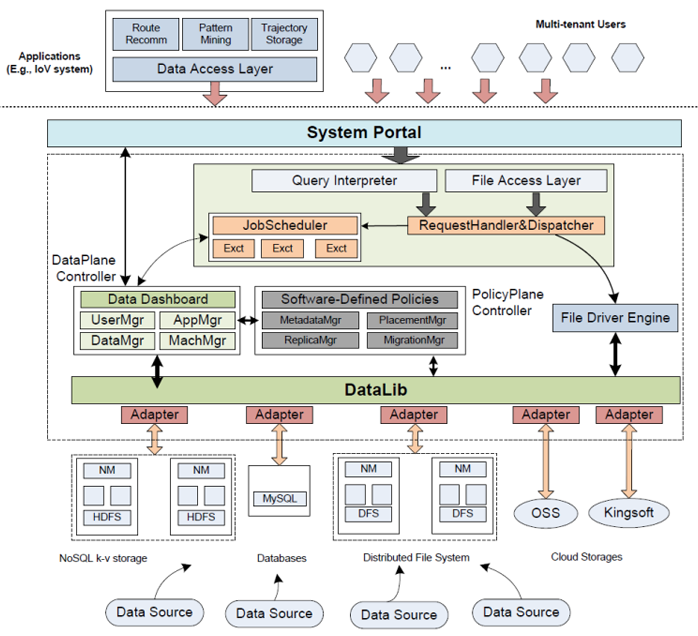 Applications
(E.g., IoV system)
Route
Recomm
Pattern
Mining
Trajectory
Storage
Data Access Layer
Multi-tenant Users
...
System Portal
Query Interpreter
File Access Layer
JobScheduler
RequestHandler&Dispatcher
Exct
Exct
Exct
DataPlane
Controller
Data Dashboard
UserMgr
AppMgr
DataMgr
MachMgr
Software-Defined Policies
MetadataMgr
PlacementMgr
ReplicaMgr
MigrationMgr
PolicyPlane
Controller
File Driver Engine
DataLib
Adapter
Adapter
Adapter
Adapter
Adapter
NM
HDFS
NM
HDFS
MySQL
NM
DFS
NM
DFS
OSS
Kingsoft
NoSQL k-v storage
Databases
Distributed File System
Cloud Storages
Data Source
Data Source
Data Source
Data Source